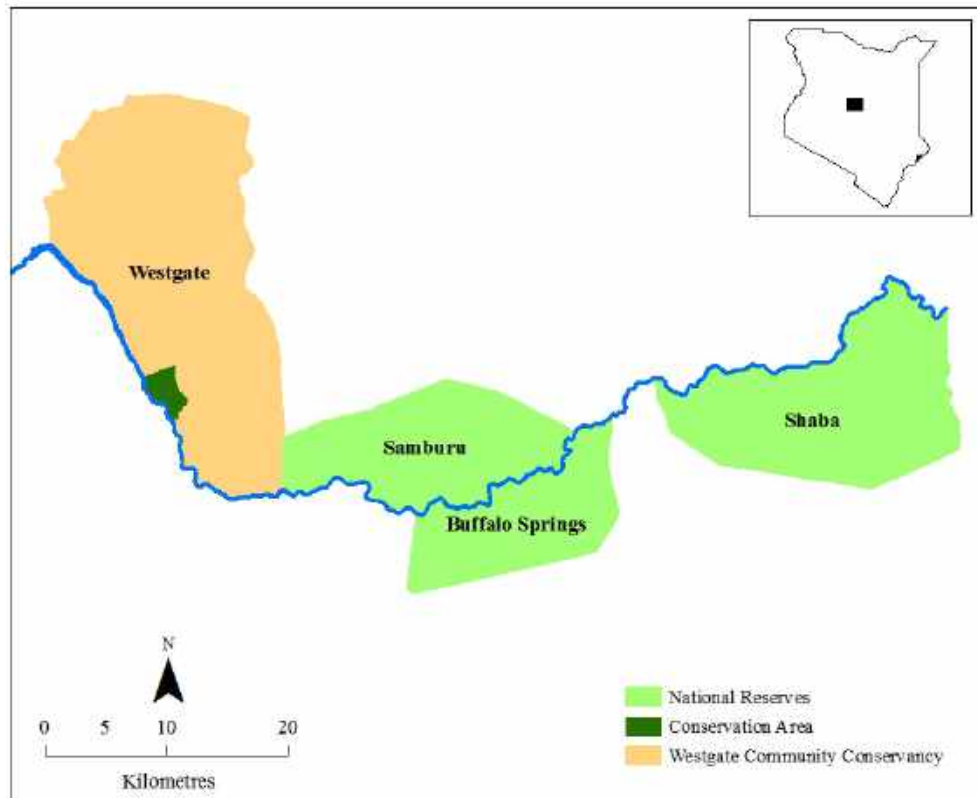 Westgate
Samburu
Shaba
Buffalo Springs
N
0 5 10 20
Kilometres
National Reserves
Conservation Area
Westgate Community Conservancy